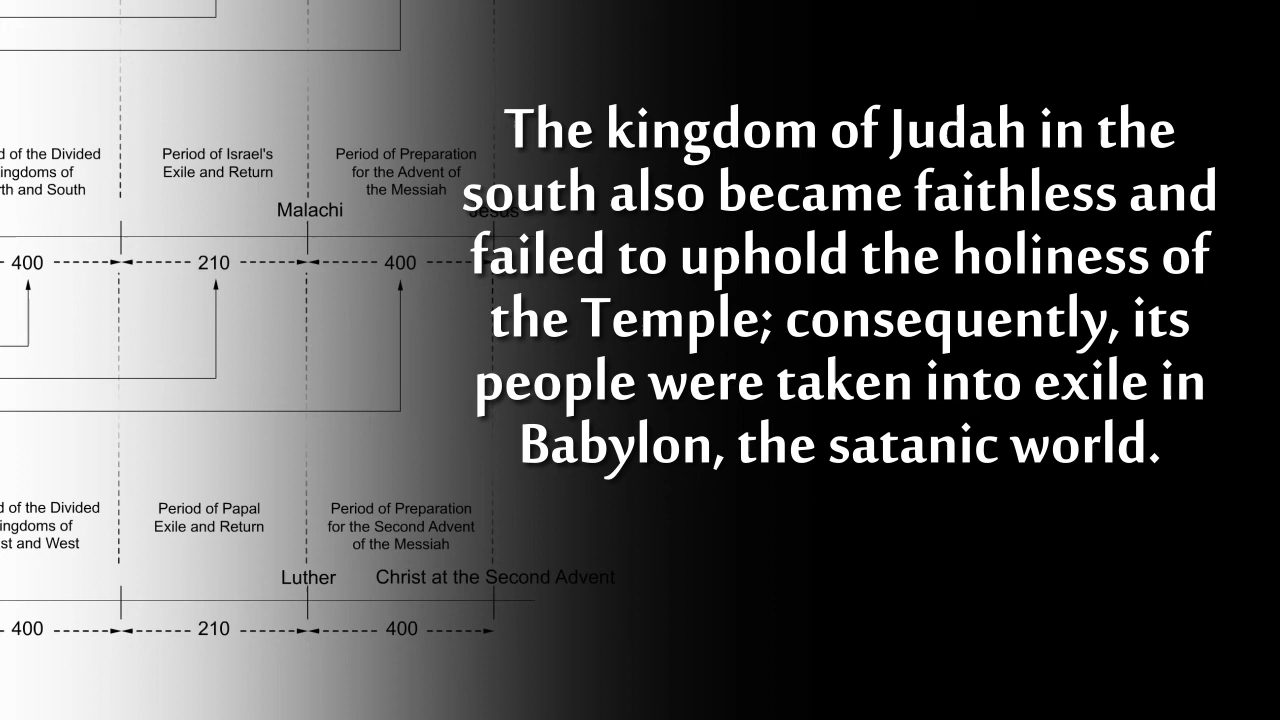 d of the Divided
ingdoms of
rth and South
Period of Israel's
Exile and Return
Period of Preparation
for the Advent of
the Messiah
Malachi
Jesus
400
210
400
The kingdom of Judah in the
south also became faithless and
failed to uphold the holiness of
the Temple; consequently, its
people were taken into exile in
Babylon, the satanic world.
d of the Divided
ingdoms of
st and West
Period of Papal
Exile and Return
Period of Preparation
for the Second Advent
of the Messiah
Luther
Christ at the Second Advent
400
210
400